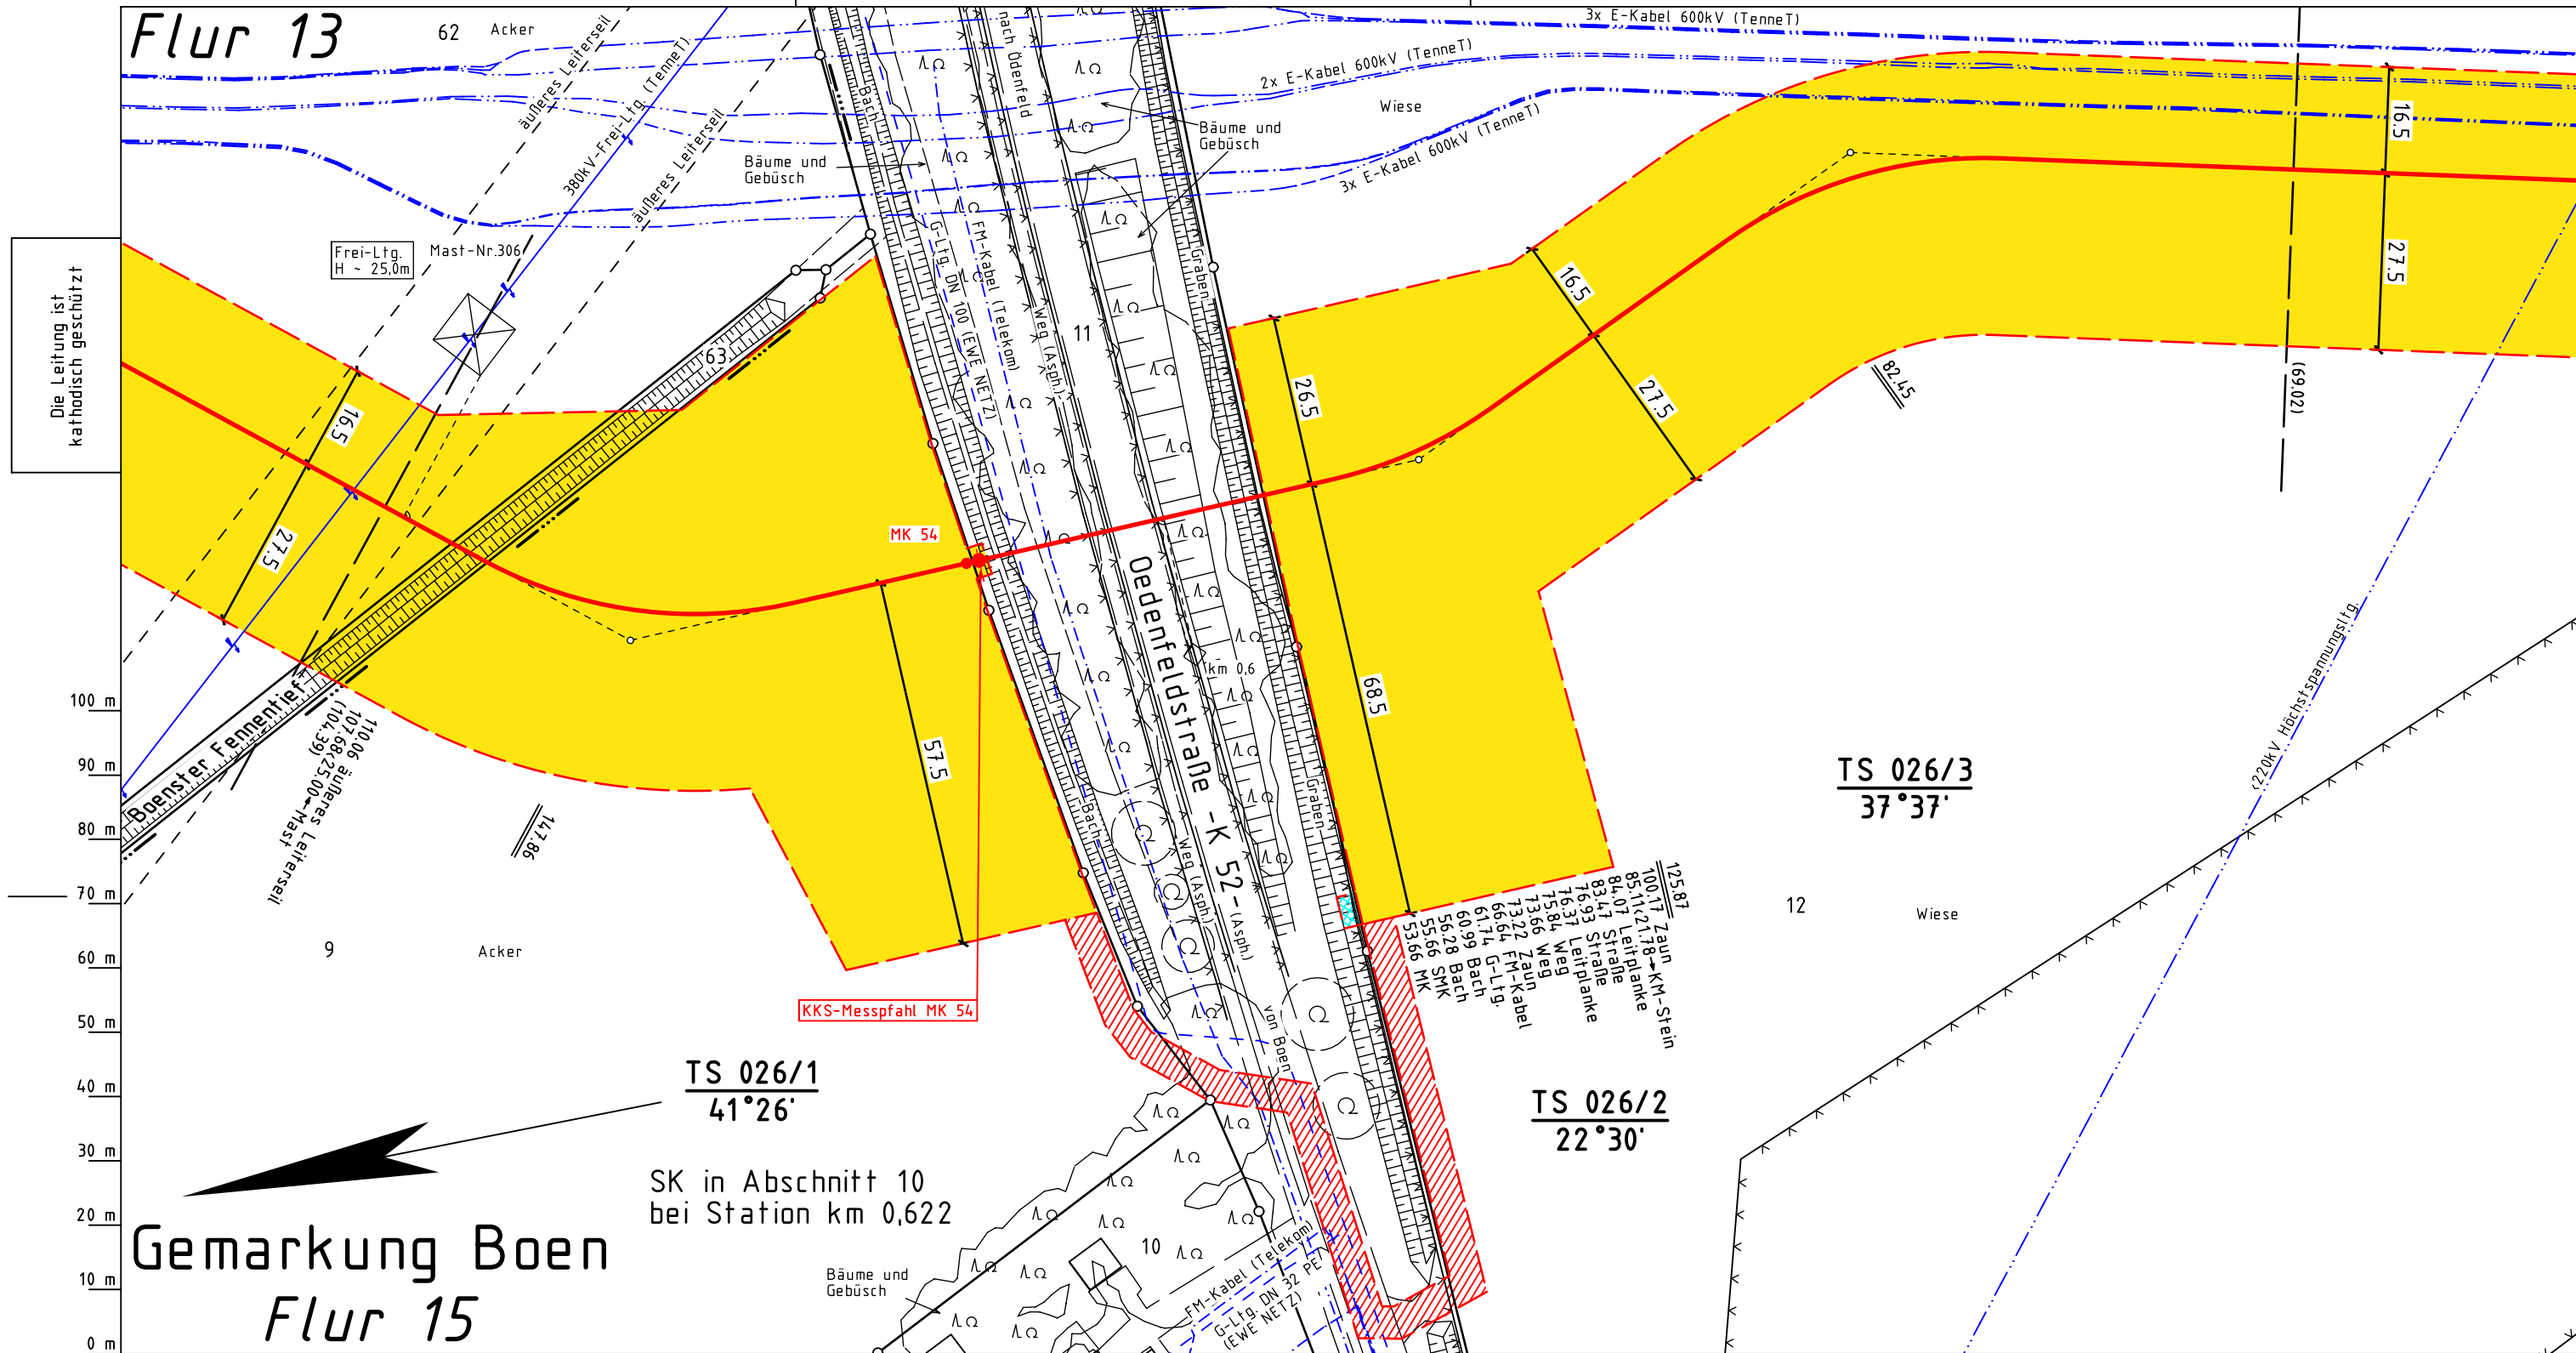 Flur 13
62
Acker
äußeres Leiterseil
380kV-Frei-Ltg. (TenneT)
äußeres Leiterseil
Bach
nach Ödenfeld
3x E-Kabel 600kV (TenneT)
2x E-Kabel 600kV (TenneT)
3x E-Kabel 600kV (TenneT)
Wiese
Bäume und
Gebüsch
Bäume und
Gebüsch
16.5
27.5
Die Leitung ist
kathodisch geschützt
Frei-Ltg.
H ~ 25,0m
Mast-Nr.306
G-Ltg. DN 100 (EWE NETZ)
FM-Kabel (Telekom)
Weg (Asph.)
11
Graben
63
16.5
27.5
26.5
16.5
27.5
82.45
(69.02)
MK 54
Oedenfeldstraße -K 52- (Asph.)
km 0,6
68.5
57.5
(220kV Höchstspannungsltg.
100 m
90 m
80 m
70 m
60 m
50 m
40 m
30 m
20 m
10 m
0 m
Boenster Fennentief
110.06 äußeres Leiterseil
107.68<25.00→Mast
(104.39)
147.86
Bach
Weg (Asph.)
Graben
TS 026/3
37°37'
9
Acker
12
Wiese
125.87
100.17 Zaun
85.11<21.78→KM-Stein
84.07 Leitplanke
83.47 Straße
76.93 Straße
76.37 Leitplanke
75.84 Weg
73.66 Weg
73.22 Zaun
66.64 FM-Kabel
61.74 G-Ltg.
60.99 Bach
56.28 Bach
55.66 SMK
53.66 MK
KKS-Messpfahl MK 54
von Boen
TS 026/1
41°26'
TS 026/2
22°30'
SK in Abschnitt 10
bei Station km 0,622
Gemarkung Boen
Flur 15
Bäume und
Gebüsch
10
FM-Kabel (Telekom)
G-Ltg. DN 32 PE
(EWE NETZ)